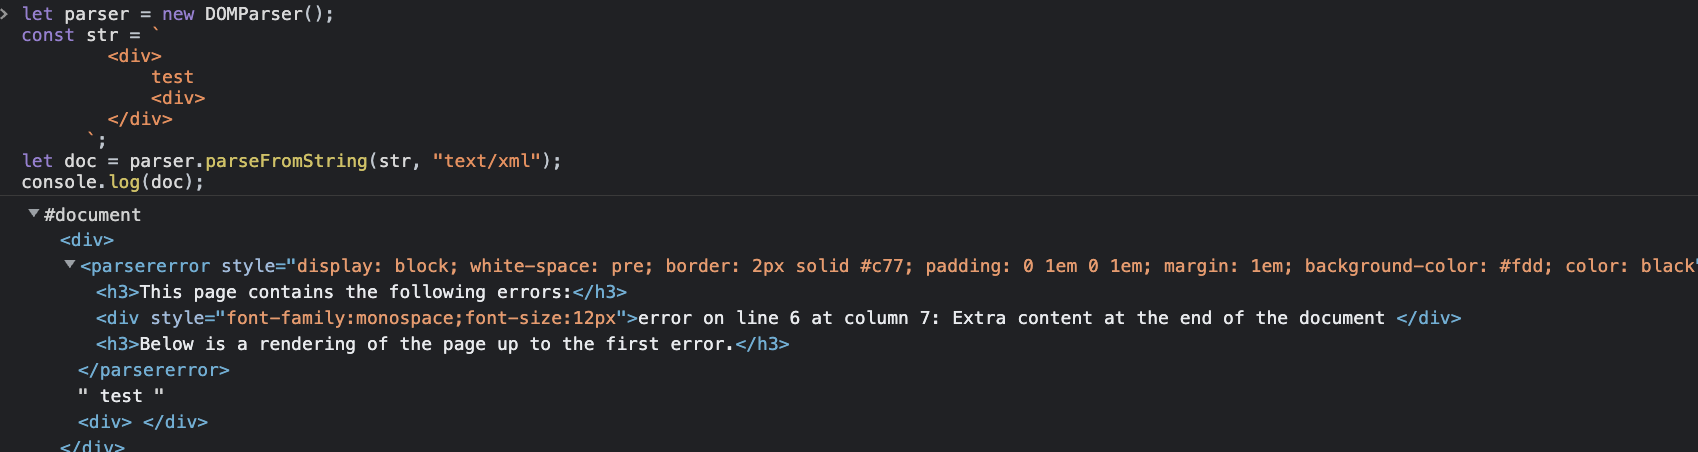 let parser = new DOMParser();
const str = `
<div>
test
<div>
</div>
`;
let doc = parser.parseFromString(str, "text/xml");
console.log(doc);
#document
<div>
<parsererror style="display: block; white-space: pre; border: 2px solid #c77; padding: 0 1em 0 1em; margin: 1em; background-color: #fdd; color: black"
<h3>This page contains the following errors:</h3>
<div style="font-family:monospace;font-size:12px">error on line 6 at column 7: Extra content at the end of the document </div>
<h3>Below is a rendering of the page up to the first error.</h3>
</parsererror>
" test "
<div> </div>
</div>